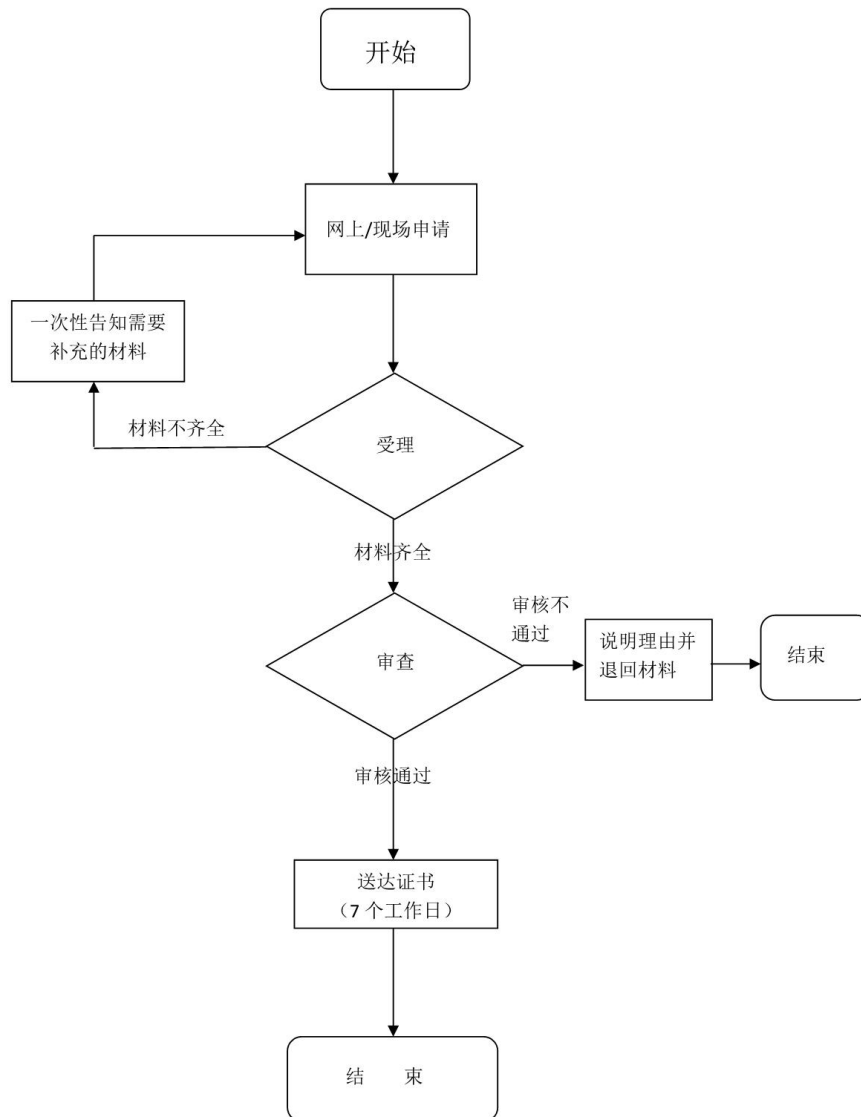 开始
网上/现场申请
一次性告知需要
补充的材料
材料不齐全
受理
材料齐全
审核不
通过
审查
说明理由并
退回材料
结束
审核通过
送达证书
（7 个工作日）
结 束